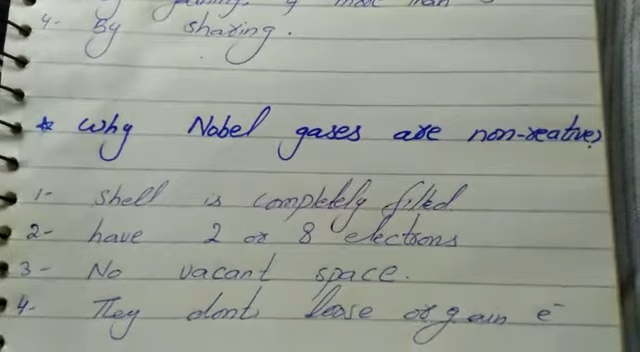 4- By sharing.
* Why Nobel gases are non-reative?
1- shell is completely filled
2- have 2 or 8 electrons
3- No vacant space.
4- They dont loose or gain e⁻